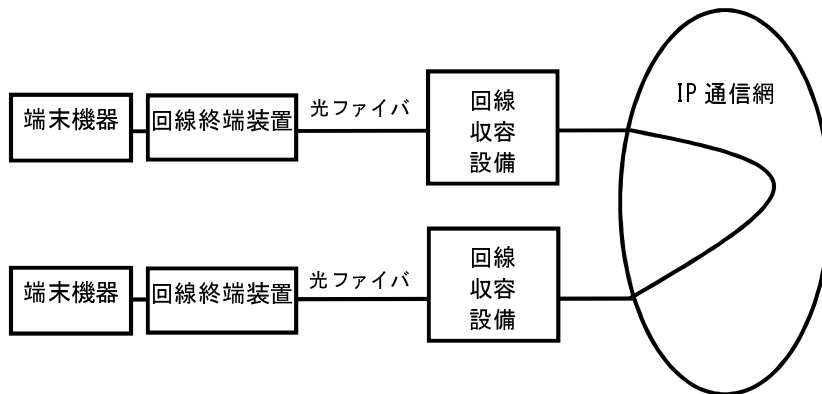 端末機器
回線終端装置
光ファイバ
回線
収容
設備
IP 通信網
端末機器
回線終端装置
光ファイバ
回線
収容
設備